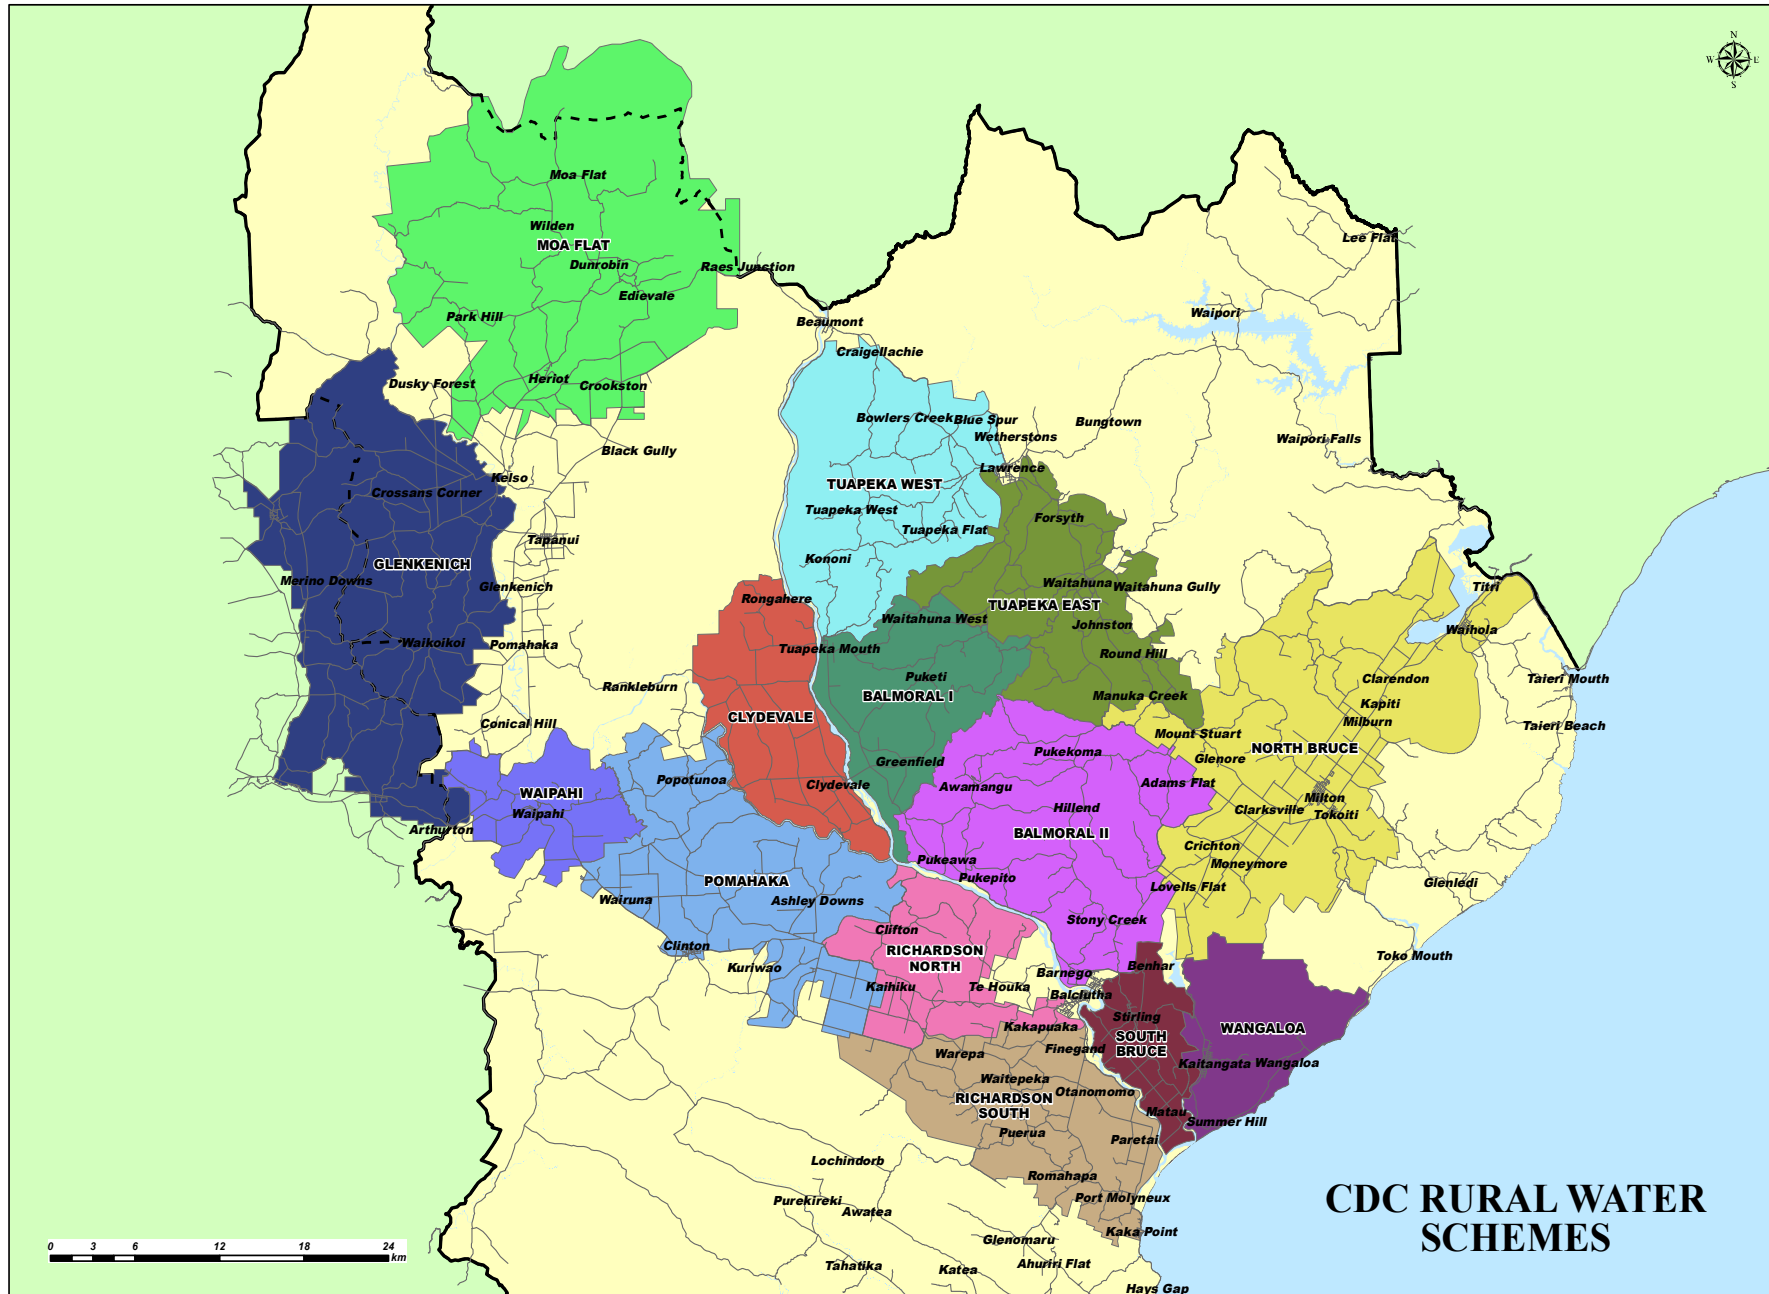 N
W E
S
Lee Flat
Moa Flat
Wilden
MOA FLAT
Dunrobin
Raes Junction
Edievale
Park Hill
Waipori
Beaumont
Craigellachie
Dusky Forest
Heriot
Crookston
Bowlers Creek
Blue Spur
Bungtown
Wetherstons
Waipori Falls
Black Gully
Lawrence
Kelso
TUAPEKA WEST
Crossans Corner
Tuapeka West
Forsyth
Tuapeka Flat
Tapanui
Kononi
GLENKENICH
Merino Downs
Glenkenich
Waitahuna
Waitahuna Gully
Titri
Rongahere
TUAPEKA EAST
Waitahuna West
Johnston
Waihola
Waikoikoi
Pomahaka
Tuapeka Mouth
Round Hill
Puketi
Clarendon
Taieri Mouth
Rankleburn
BALMORAL I
Manuka Creek
Kapiti
Conical Hill
CLYDEVALE
Milburn
Taieri Beach
Mount Stuart
Pukekoma
NORTH BRUCE
Glenore
Greenfield
Popotunoa
Clydevale
Awamangu
Adams Flat
WAIPAHI
Waipahi
Hillend
Milton
Clarksville
Tokoiti
Arthurton
BALMORAL II
Crichton
Pukeawa
Moneymore
Pukepito
POMAHAKA
Lovells Flat
Glenledi
Wairuna
Ashley Downs
Stony Creek
Clifton
Clinton
RICHARDSON
NORTH
Toko Mouth
Kuriwao
Benhar
Barnego
Kaihiku
Te Houka
Balclutha
Stirling
Kakapuaka
WANGALOA
SOUTH
BRUCE
Finegand
Warepa
Kaitangata
Wangaloa
Waitepeka
Otanomomo
RICHARDSON
SOUTH
Matau
Summer Hill
Puerua
Paretai
Lochindorb
Romahapa
Port Molyneux
Purekireki
Awatea
Kaka Point
Glenomaru
Tahatika
Katea
Ahuriri Flat
Hays Gap
CDC RURAL WATER
SCHEMES
0 3 6 12 18 24
km